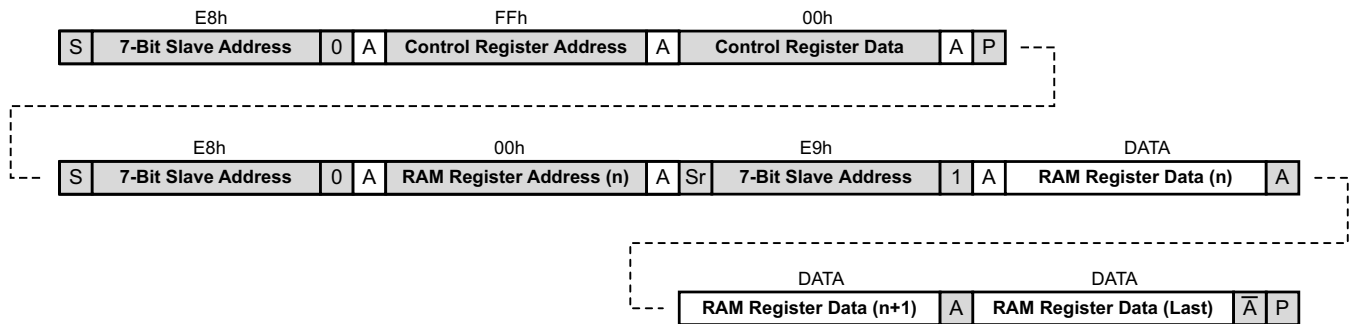 E8h FFh 00h
S 7-Bit Slave Address 0 A Control Register Address A Control Register Data A P
E8h 00h E9h DATA
S 7-Bit Slave Address 0 A RAM Register Address (n) A Sr 7-Bit Slave Address 1 A RAM Register Data (n) A
DATA DATA
RAM Register Data (n+1) A RAM Register Data (Last) A̅ P